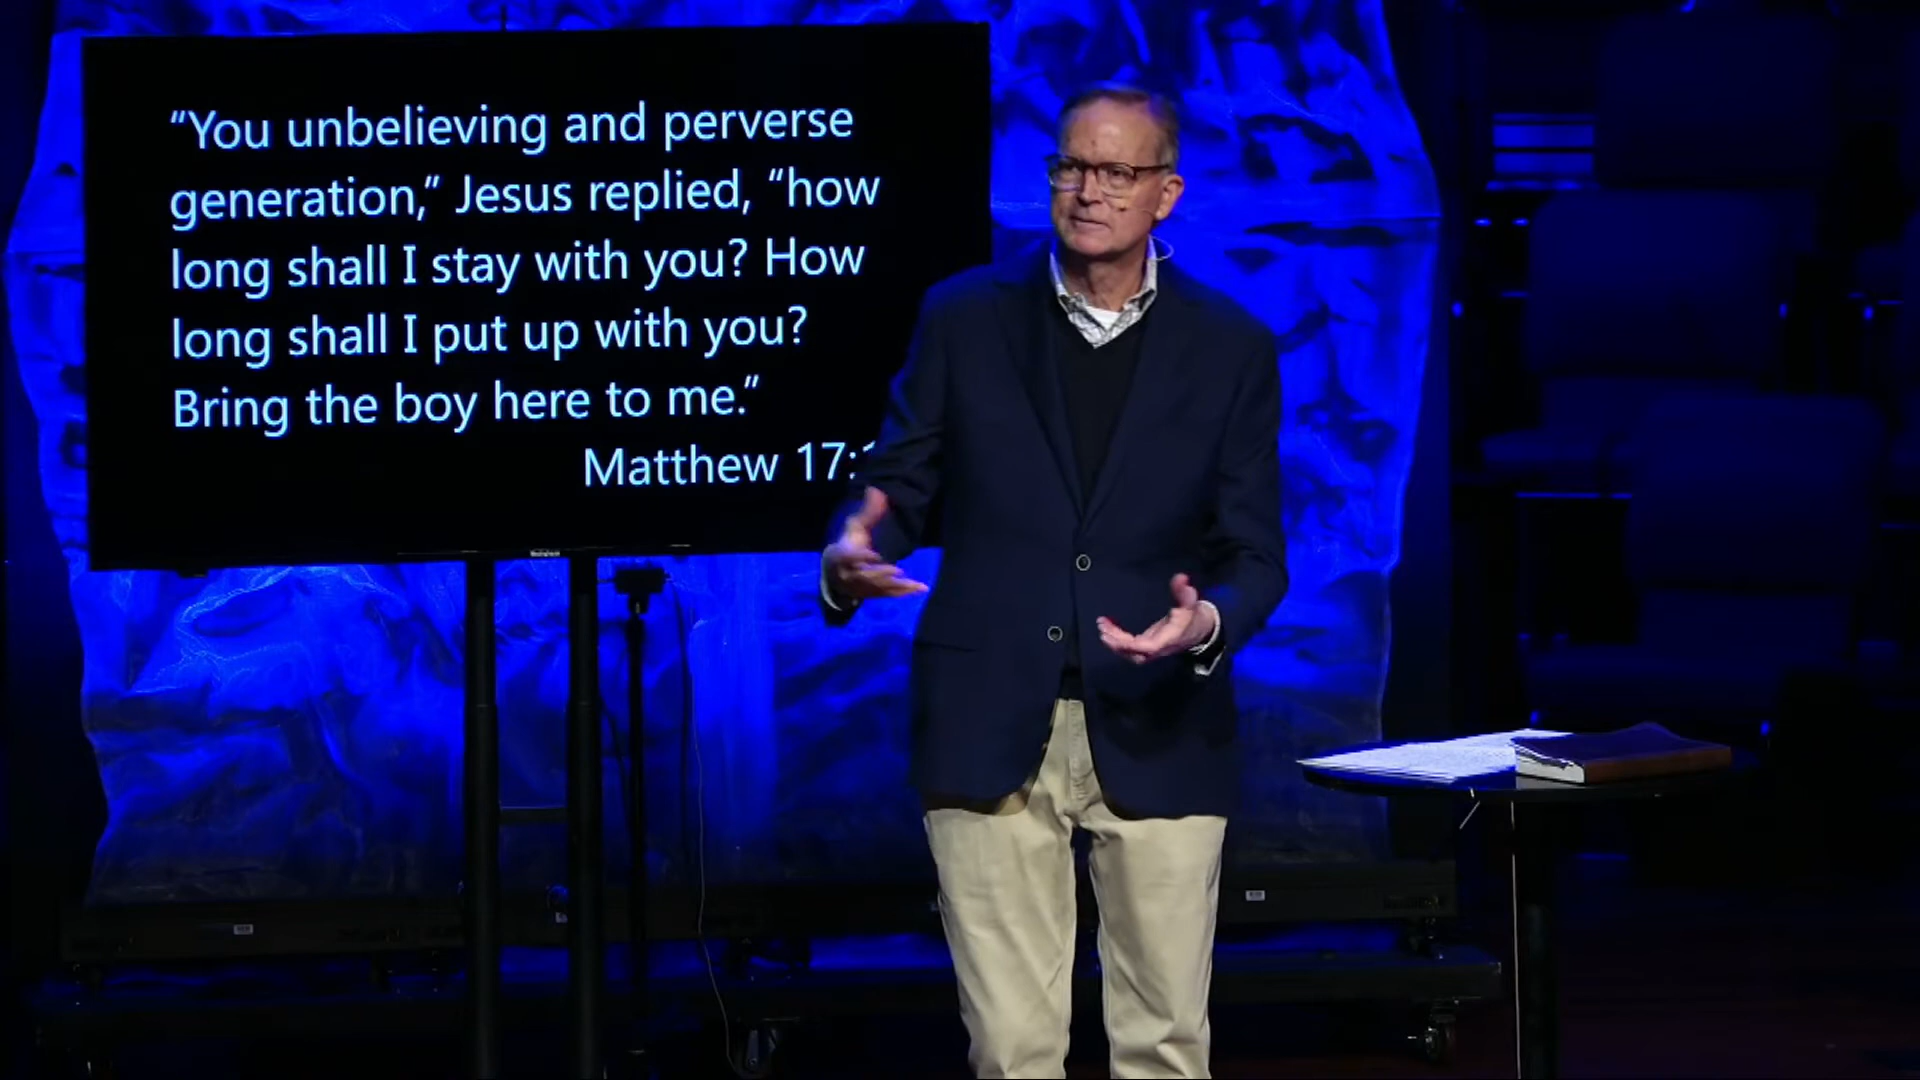 “You unbelieving and perverse
generation,” Jesus replied, “how
long shall I stay with you? How
long shall I put up with you?
Bring the boy here to me.”
Matthew 17: